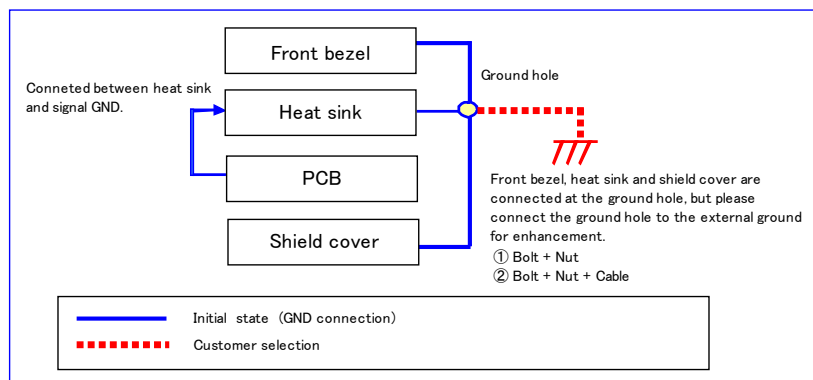 Front bezel
Ground hole
Conneted between heat sink
and signal GND.
Heat sink
PCB
Front bezel, heat sink and shield cover are
connected at the ground hole, but please
connect the ground hole to the external ground
for enhancement.
① Bolt + Nut
② Bolt + Nut + Cable
Shield cover
Initial state (GND connection)
Customer selection